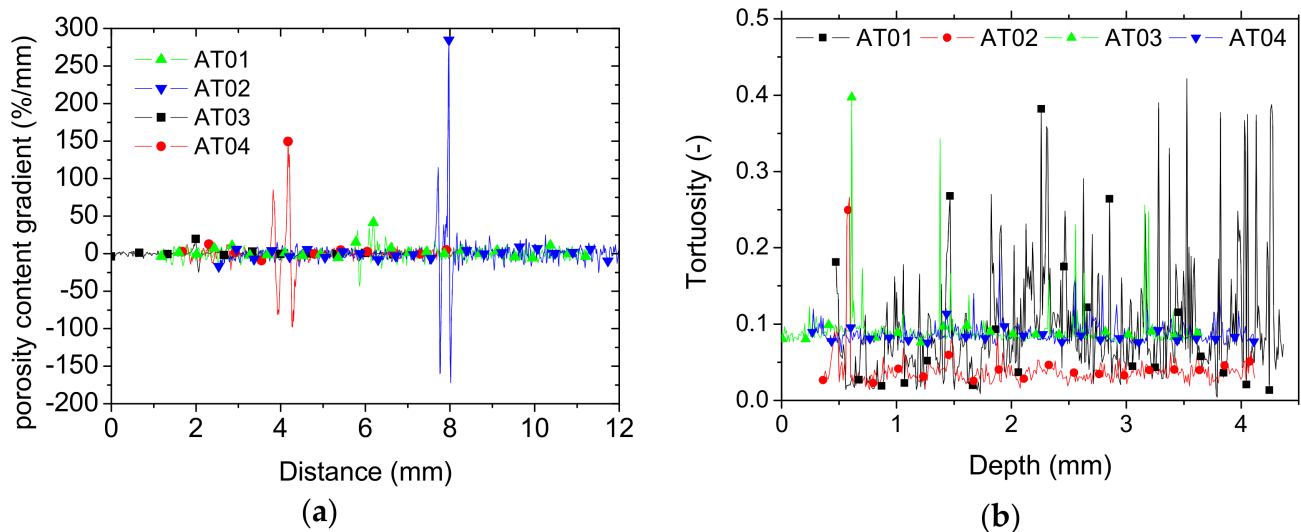 300
250
200
150
100
50
0
-50
-100
-150
-200
porosity content gradient (%/mm)
AT01
AT02
AT03
AT04
0 2 4 6 8 10 12
Distance (mm)
(a)
0.5
0.4
0.3
0.2
0.1
0.0
Tortuosity (-)
AT01 AT02 AT03 AT04
0 1 2 3 4
Depth (mm)
(b)